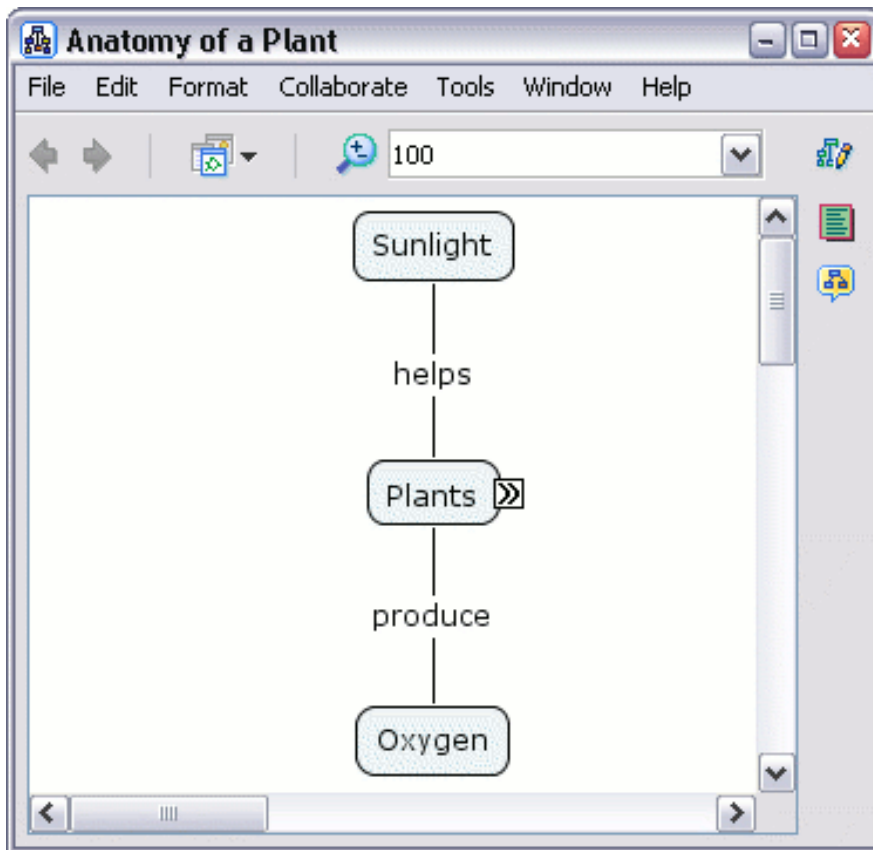 Anatomy of a Plant
File Edit Format Collaborate Tools Window Help
100
Sunlight
helps
Plants
produce
Oxygen